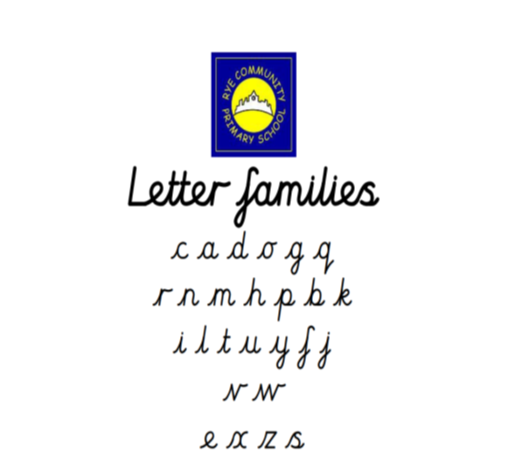 RYE COMMUNITY
PRIMARY SCHOOL
Letter families
c a d o g q
r n m h p b k
i l t u y f j
v w
e x z s